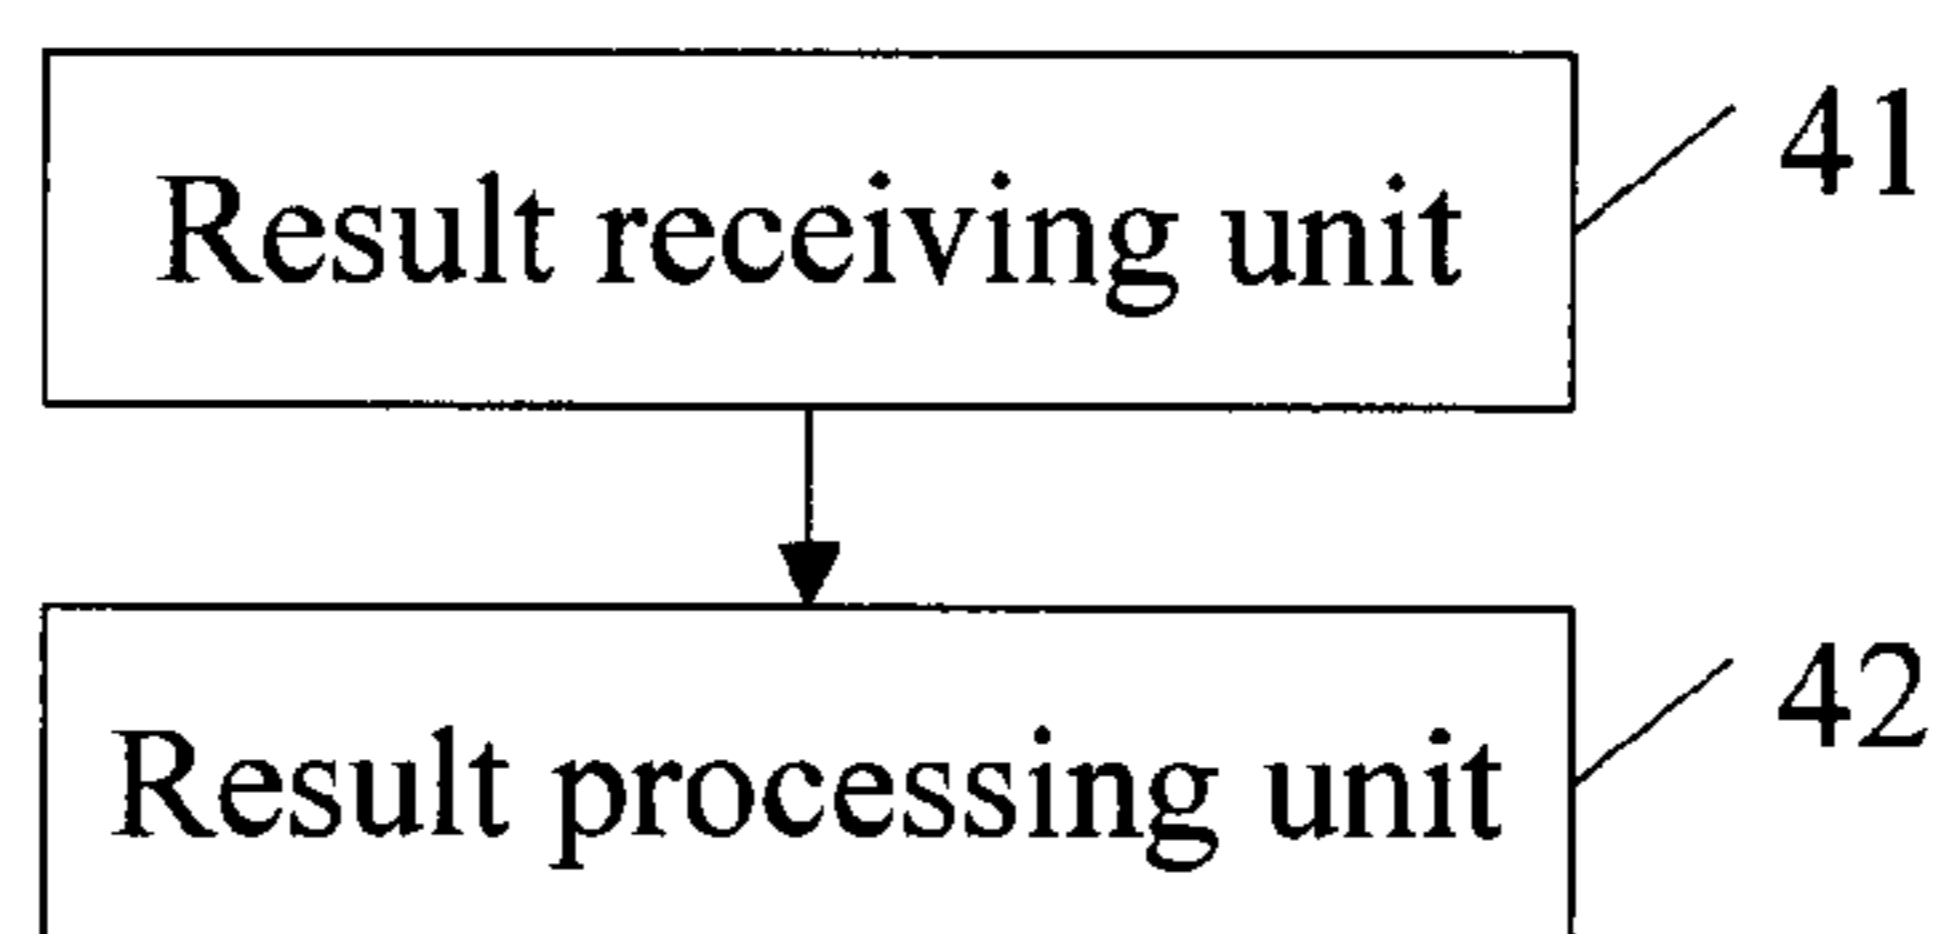 Result receiving unit
41
Result processing unit
42